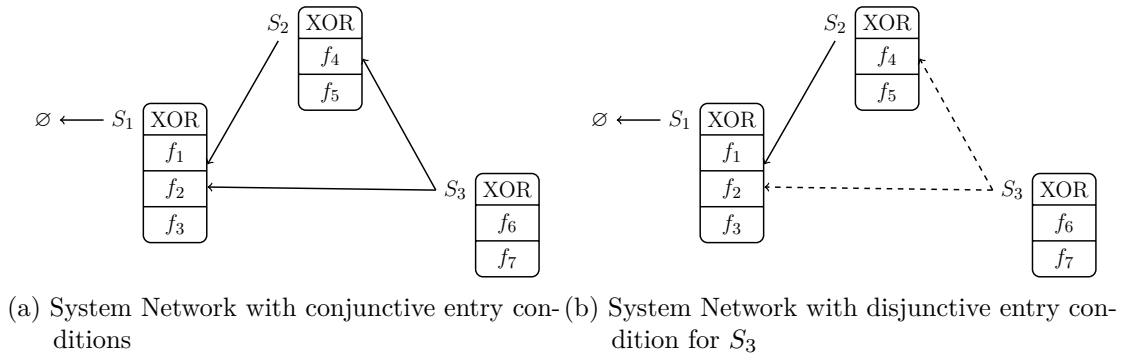 S₂ XOR
f₄
f₅
∅ S₁ XOR
f₁
f₂
f₃
S₃ XOR
f₆
f₇
(a) System Network with conjunctive entry con-
ditions
S₂ XOR
f₄
f₅
∅ S₁ XOR
f₁
f₂
f₃
S₃ XOR
f₆
f₇
(b) System Network with disjunctive entry con-
dition for S₃